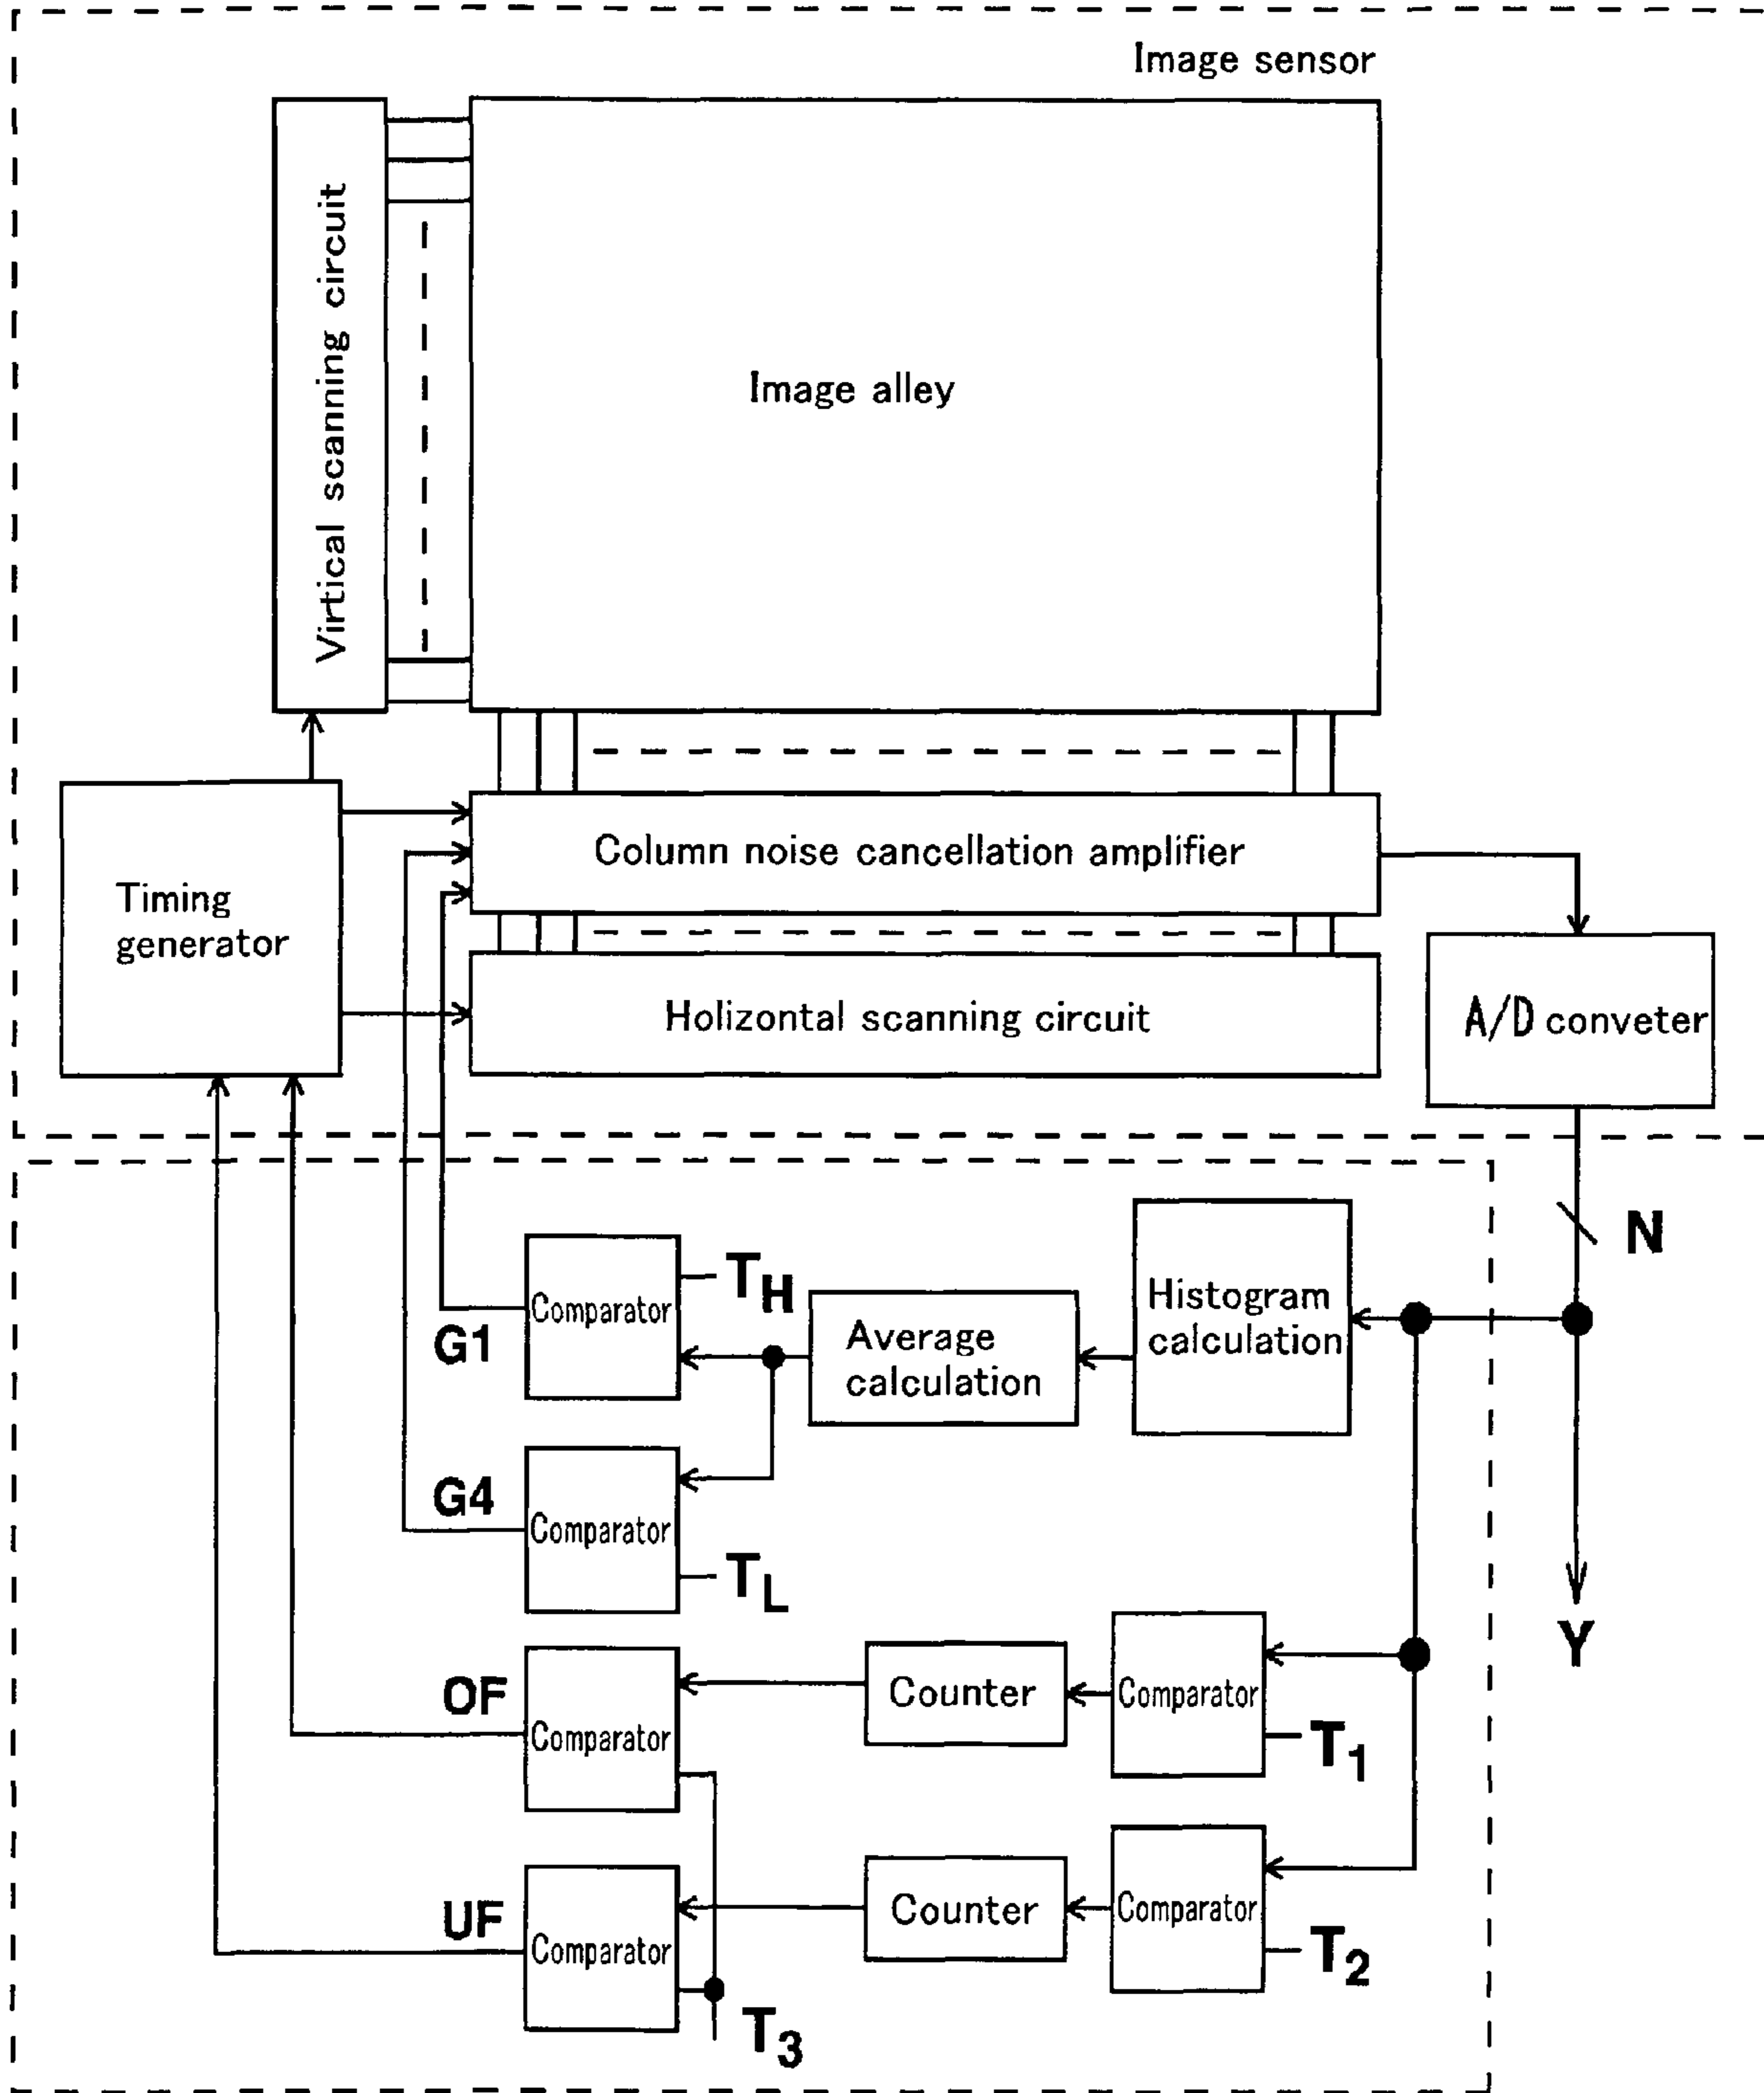 Image sensor
Virtical scanning circuit
Image alley
Timing
generator
Column noise cancellation amplifier
Holizontal scanning circuit
A/D conveter
N
Comparator
TH
G1
Average
calculation
Histogram
calculation
G4
Comparator
TL
Y
OF
Comparator
Counter
Comparator
T1
UF
Comparator
Counter
Comparator
T2
T3